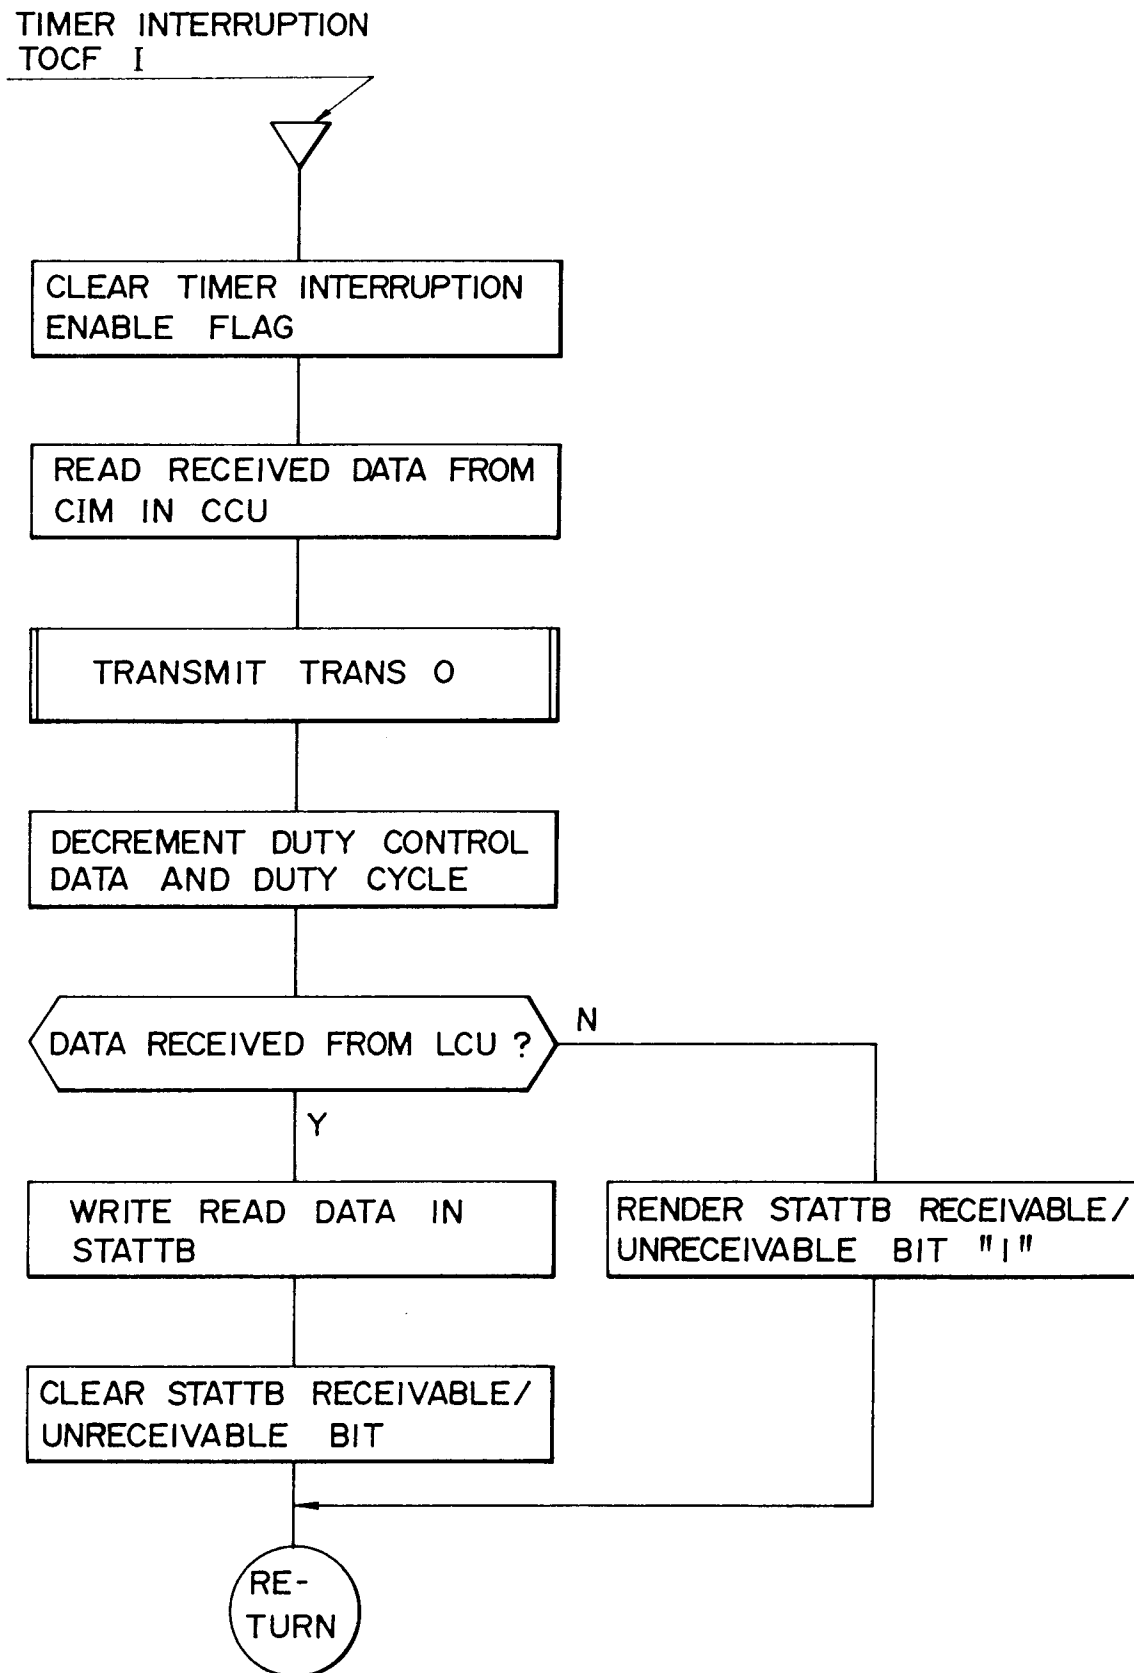 TIMER INTERRUPTION
TOCF I
CLEAR TIMER INTERRUPTION
ENABLE FLAG
READ RECEIVED DATA FROM
CIM IN CCU
TRANSMIT TRANS O
DECREMENT DUTY CONTROL
DATA AND DUTY CYCLE
DATA RECEIVED FROM LCU ?
N
Y
WRITE READ DATA IN
STATTB
RENDER STATTB RECEIVABLE/
UNRECEIVABLE BIT "1"
CLEAR STATTB RECEIVABLE/
UNRECEIVABLE BIT
RE-
TURN